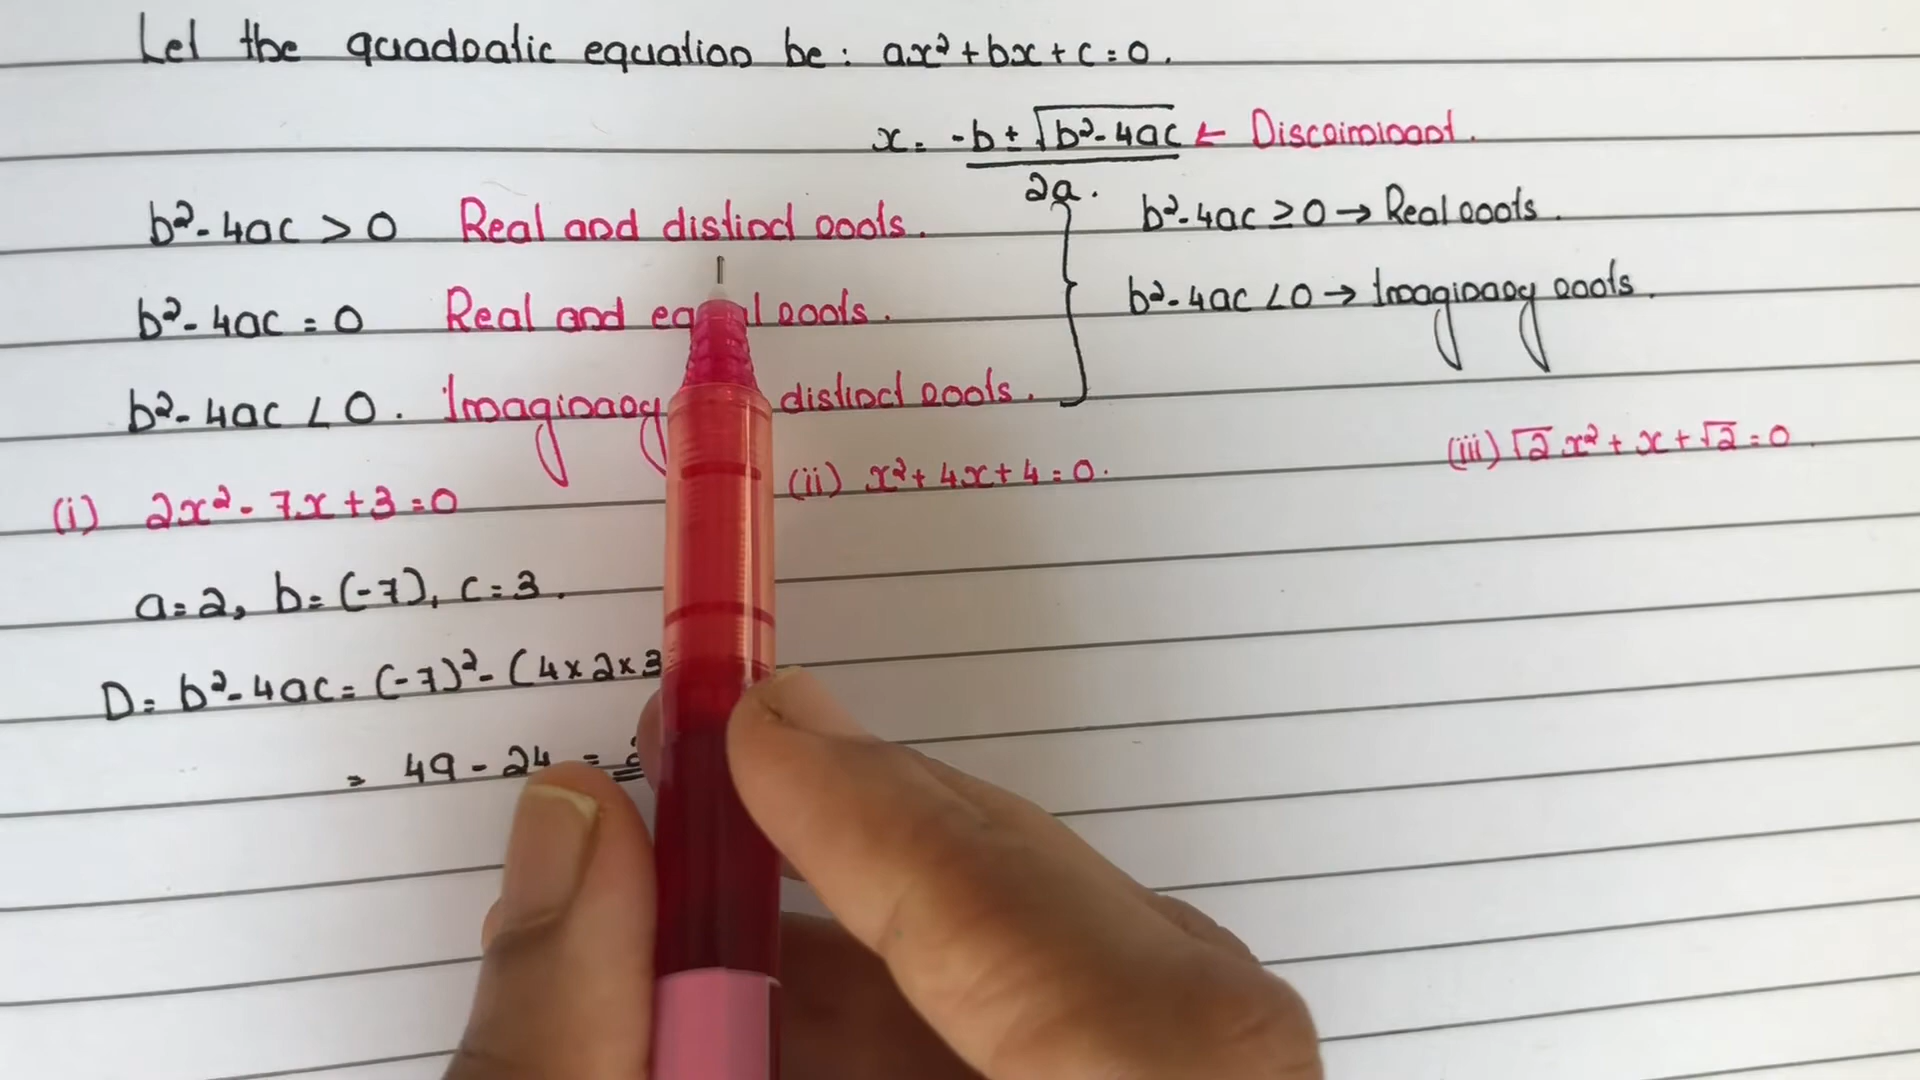 Let the quadratic equation be: ax² + bx + c = 0.
x = -b ± √b² - 4ac ← Discriminant.
2a.
b² - 4ac > 0 Real and distinct roots.
b² - 4ac ≥ 0 → Real roots.
b² - 4ac = 0 Real and equal roots.
b² - 4ac < 0 → Imaginary roots.
b² - 4ac < 0. Imaginary distinct roots.
(i) 2x² - 7x + 3 = 0
(ii) x² + 4x + 4 = 0.
(iii) √2 x² + x + √2 = 0
a = 2, b = (-7), c = 3.
D = b² - 4ac = (-7)² - (4 × 2 × 3
= 49 - 24 =